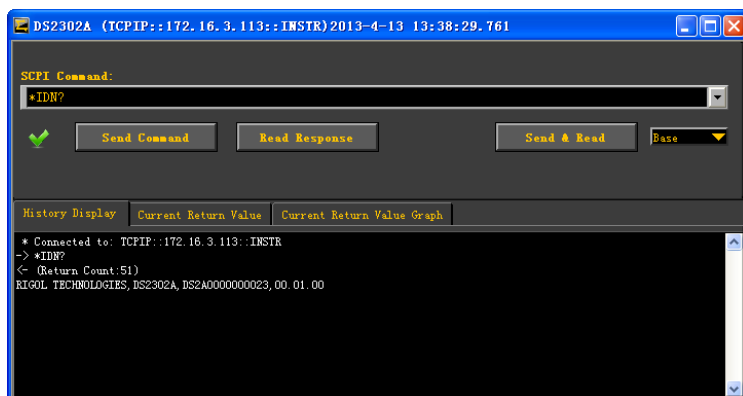 DS2302A (TCPIP::172.16.3.113::INSTR)2013-4-13 13:38:29.761
SCPI Command:
*IDN?
Send Command Read Response Send & Read Base
History Display Current Return Value Current Return Value Graph
* Connected to: TCPIP::172.16.3.113::INSTR
-> *IDN?
<- (Return Count:51)
RIGOL TECHNOLOGIES,DS2302A,DS2A0000000023,00.01.00